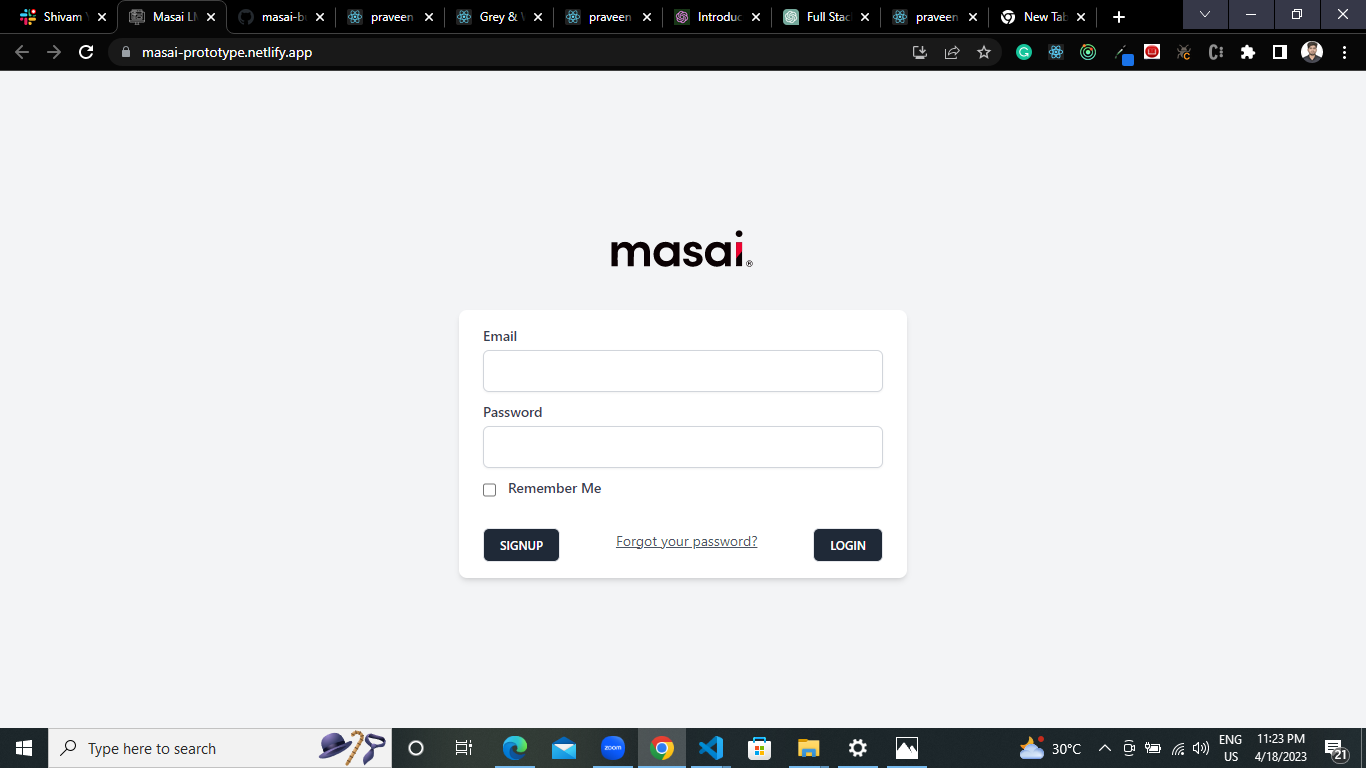 Shivam Masai LM masai-bu praveen Grey & praveen Introduc Full Stac praveen New Tab
masai-prototype.netlify.app
masai®
Email
Password
Remember Me
SIGNUP Forgot your password? LOGIN
Type here to search zoom 30°C ENG 11:23 PM
US 4/18/2023 21